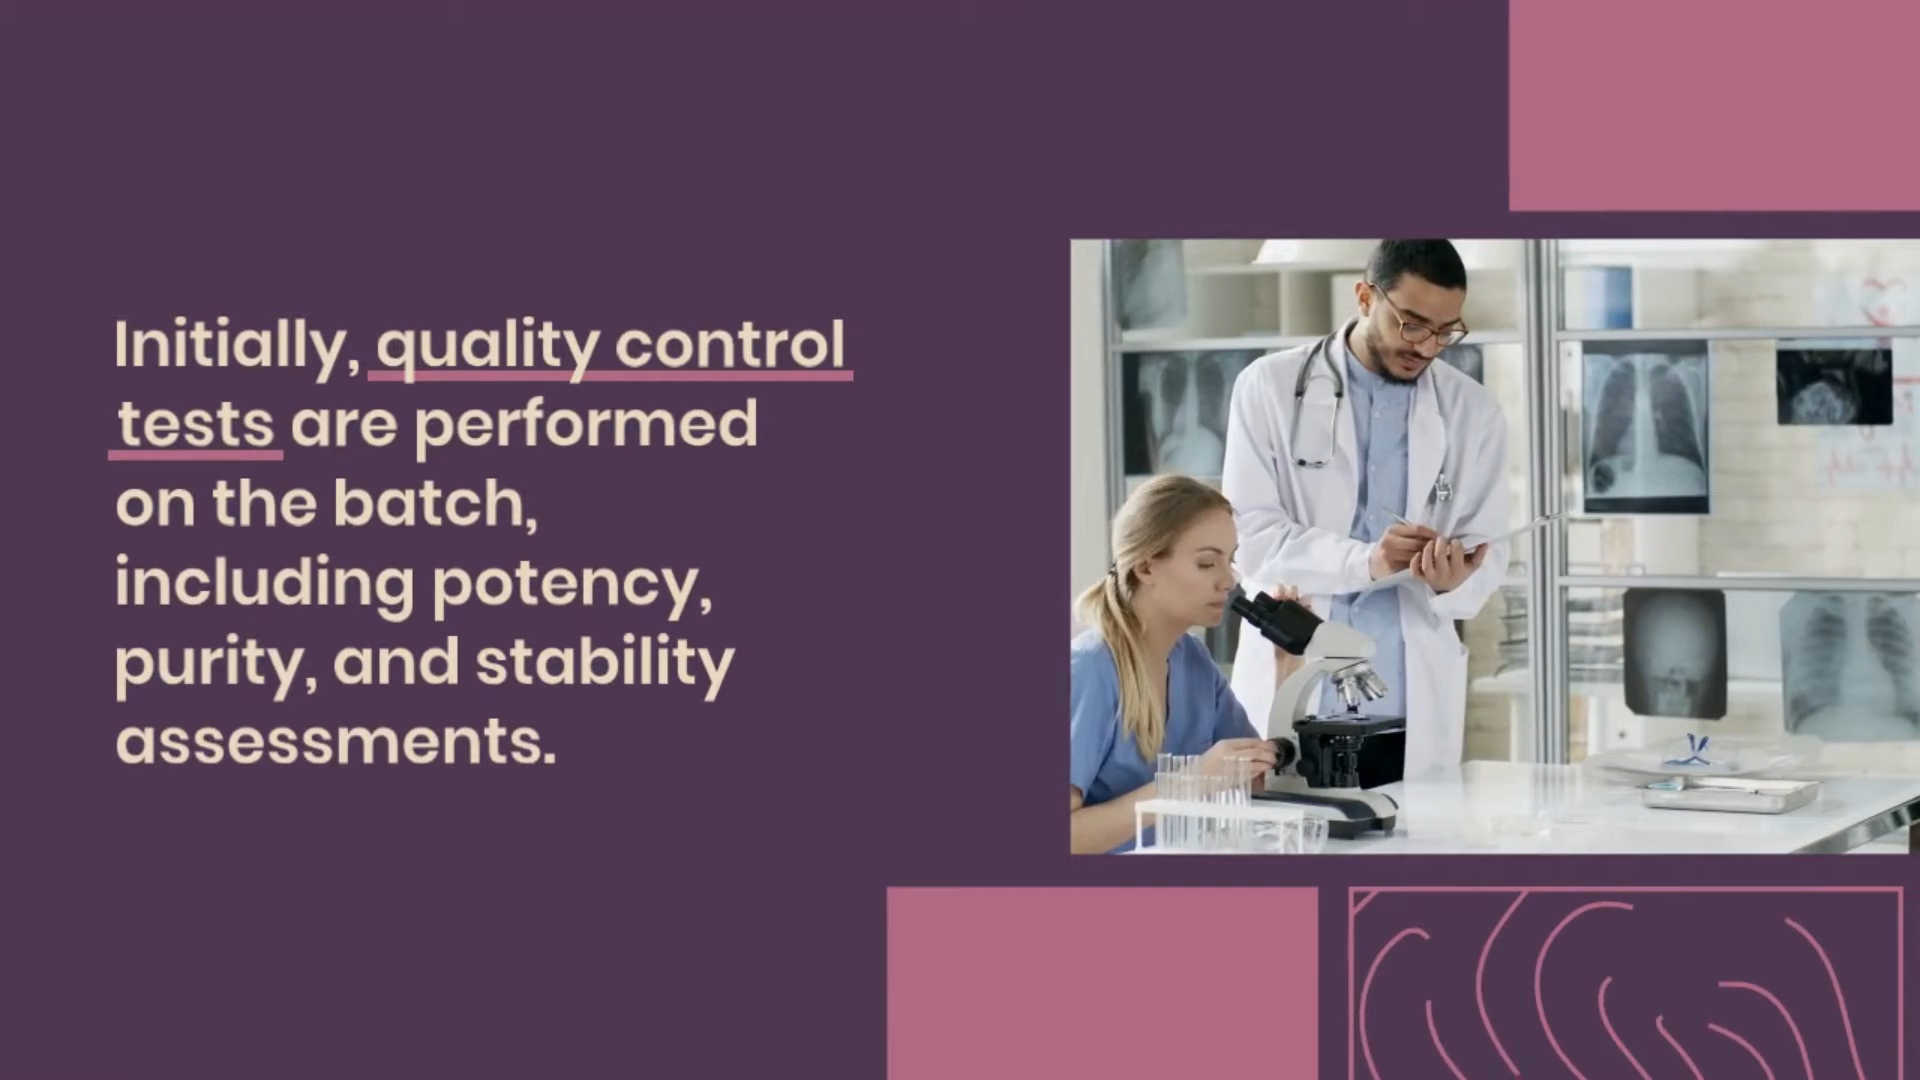 Initially, quality control
tests are performed
on the batch,
including potency,
purity, and stability
assessments.